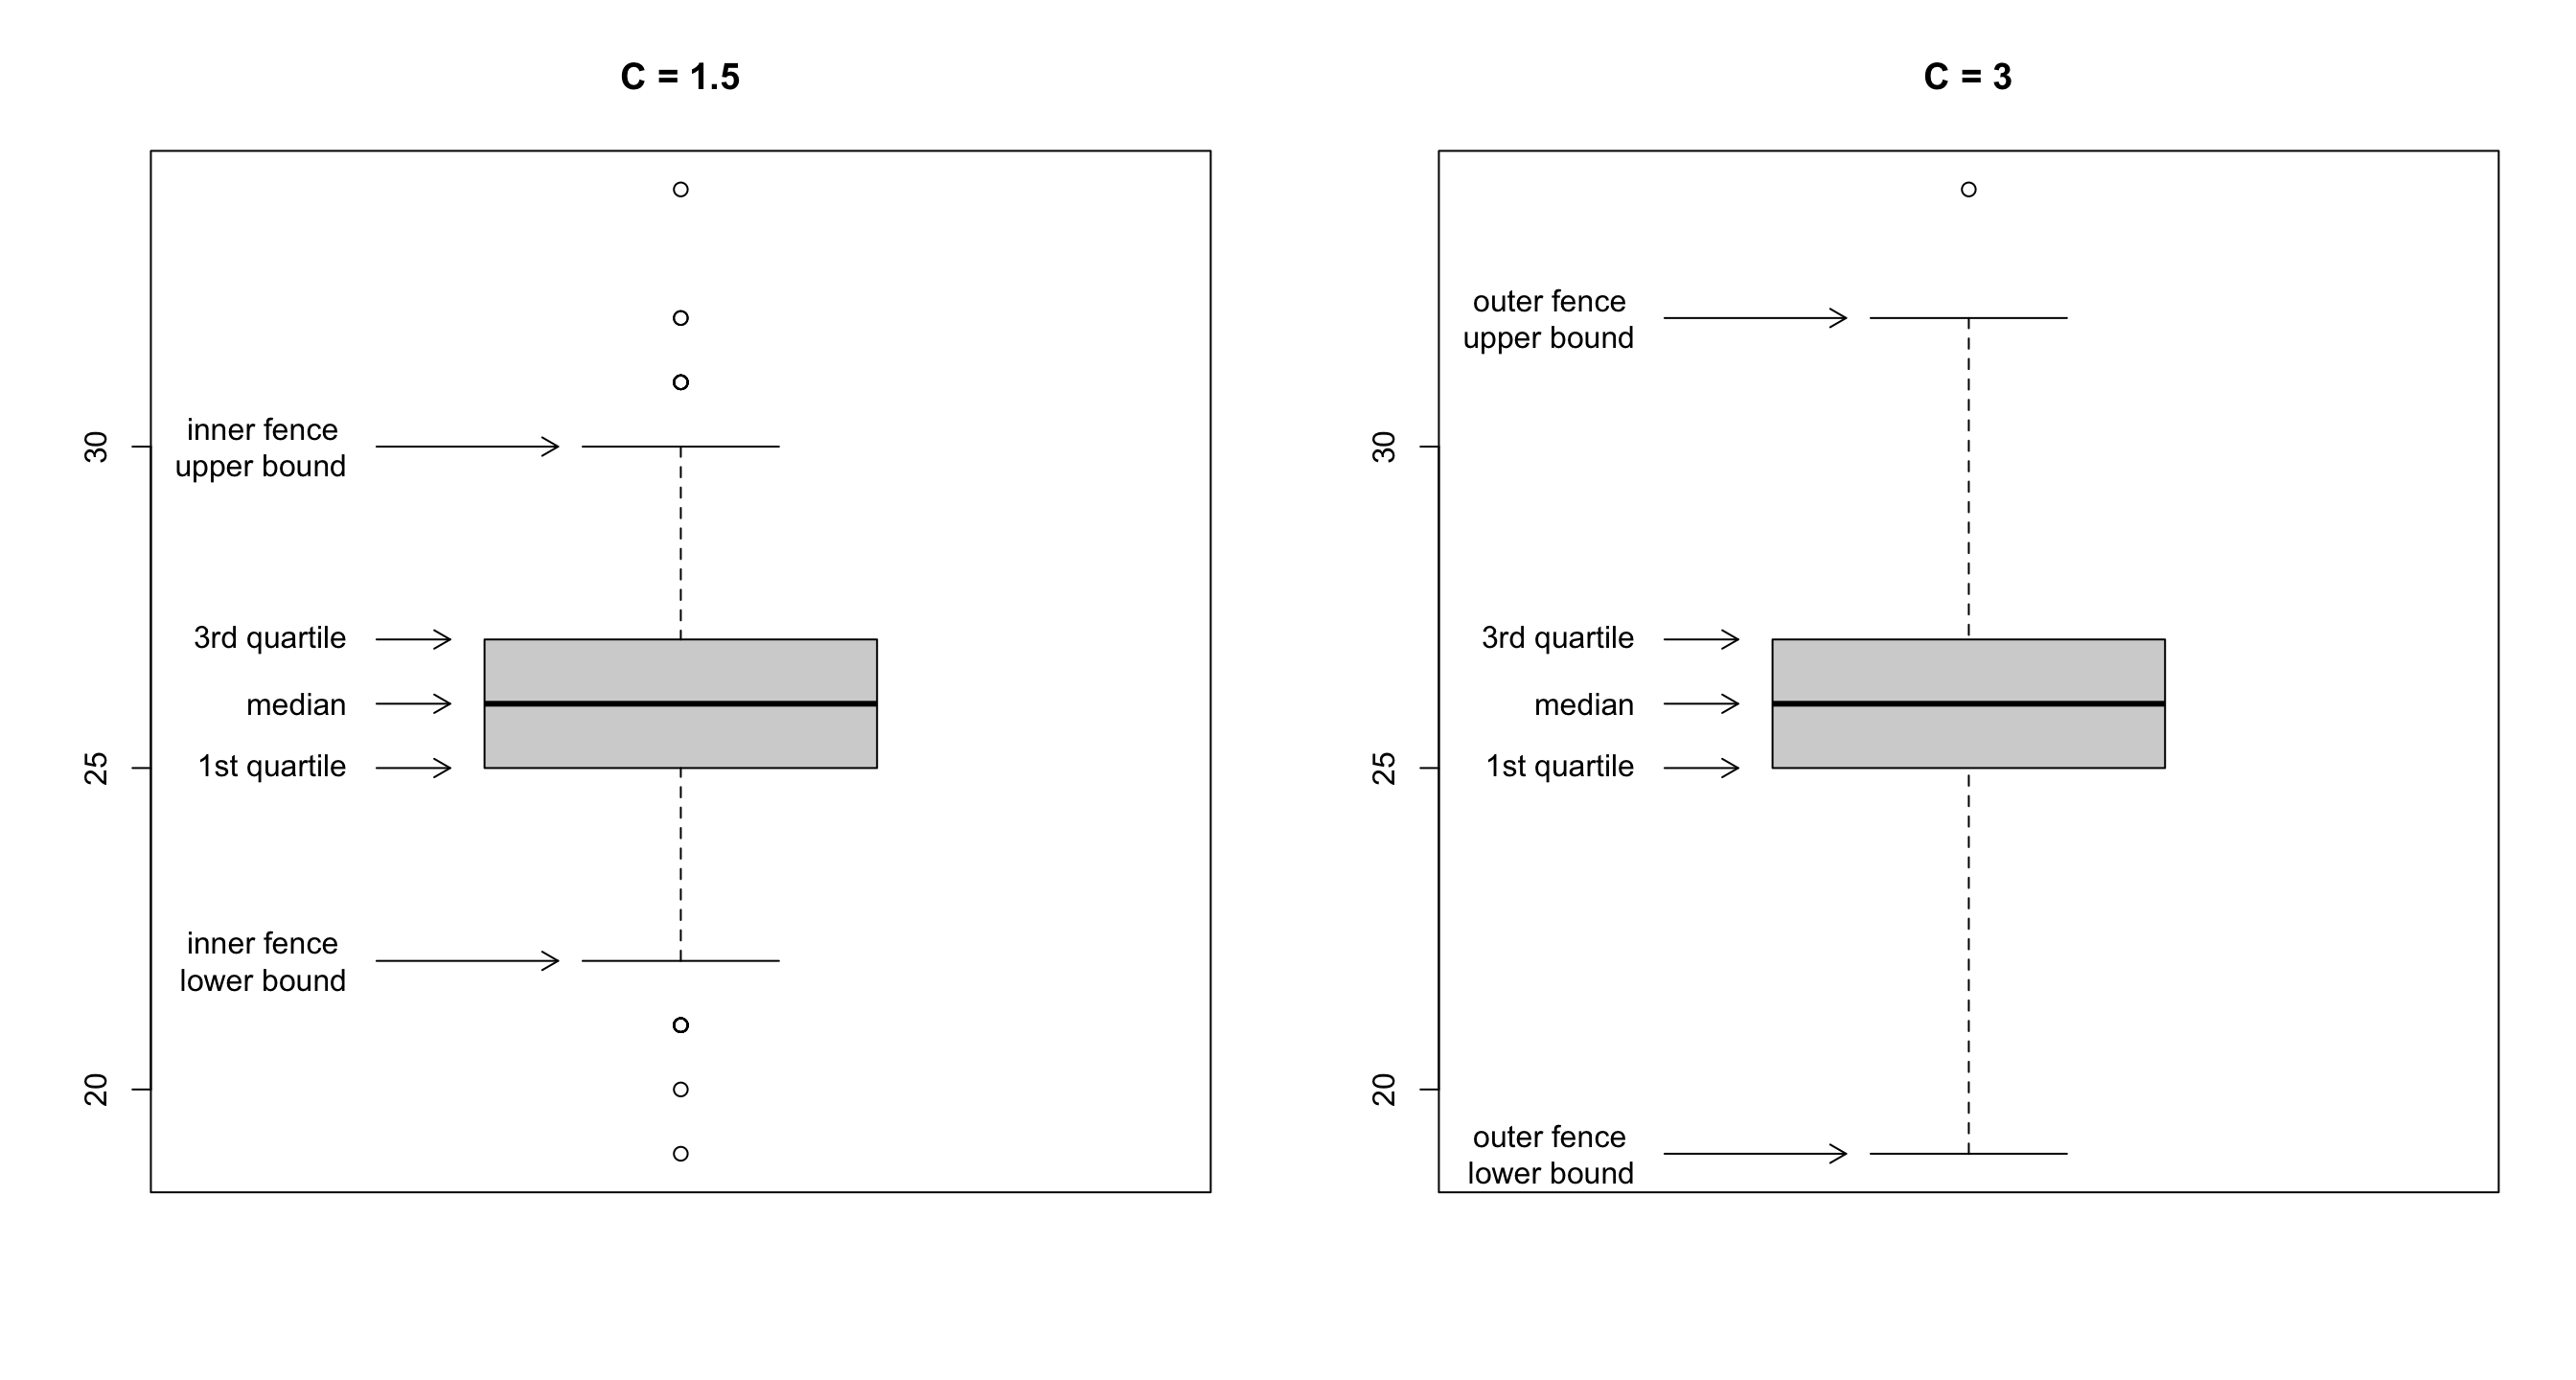 C = 1.5
inner fence
upper bound
3rd quartile
median
1st quartile
inner fence
lower bound
30
25
20
C = 3
outer fence
upper bound
3rd quartile
median
1st quartile
outer fence
lower bound
30
25
20